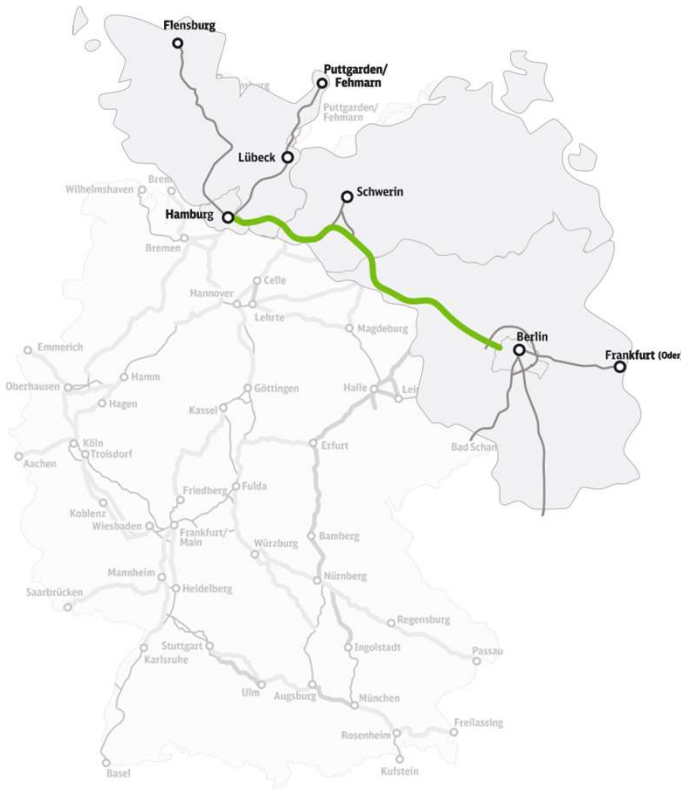 Flensburg
Puttgarden/
Fehmarn
Puttgarden/
Fehmarn
Lübeck
Schwerin
Wilhelmshaven
Hamburg
Bremen
Celle
Hannover
Lehrte
Magdeburg
Berlin
Frankfurt (Oder
Emmerich
Oberhausen
Hamm
Göttingen
Halle
Hagen
Kassel
Köln
Troisdorf
Erfurt
Bad Schan
Aachen
Friedberg
Fulda
Koblenz
Wiesbaden
Frankfurt/
Main
Bamberg
Würzburg
Mannheim
Nürnberg
Heidelberg
Saarbrücken
Regensburg
Stuttgart
Ingolstadt
Passau
Karlsruhe
Ulm
Augsburg
München
Freilassing
Rosenheim
Basel
Kufstein